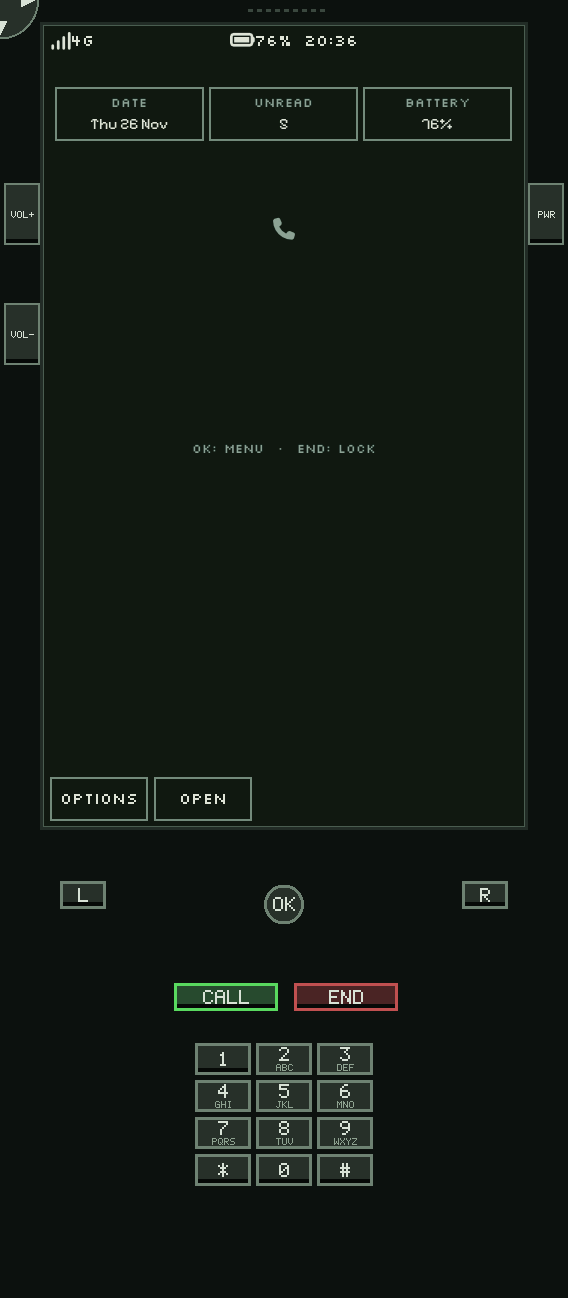 4G 76% 20:36
DATE UNREAD BATTERY
Thu 26 Nov 2 76%
VOL+ PWR
VOL-
OK: MENU · END: LOCK
OPTIONS OPEN
L OK R
CALL END
1 2 ABC 3 DEF
4 GHI 5 JKL 6 MNO
7 PQRS 8 TUV 9 WXYZ
* 0 #